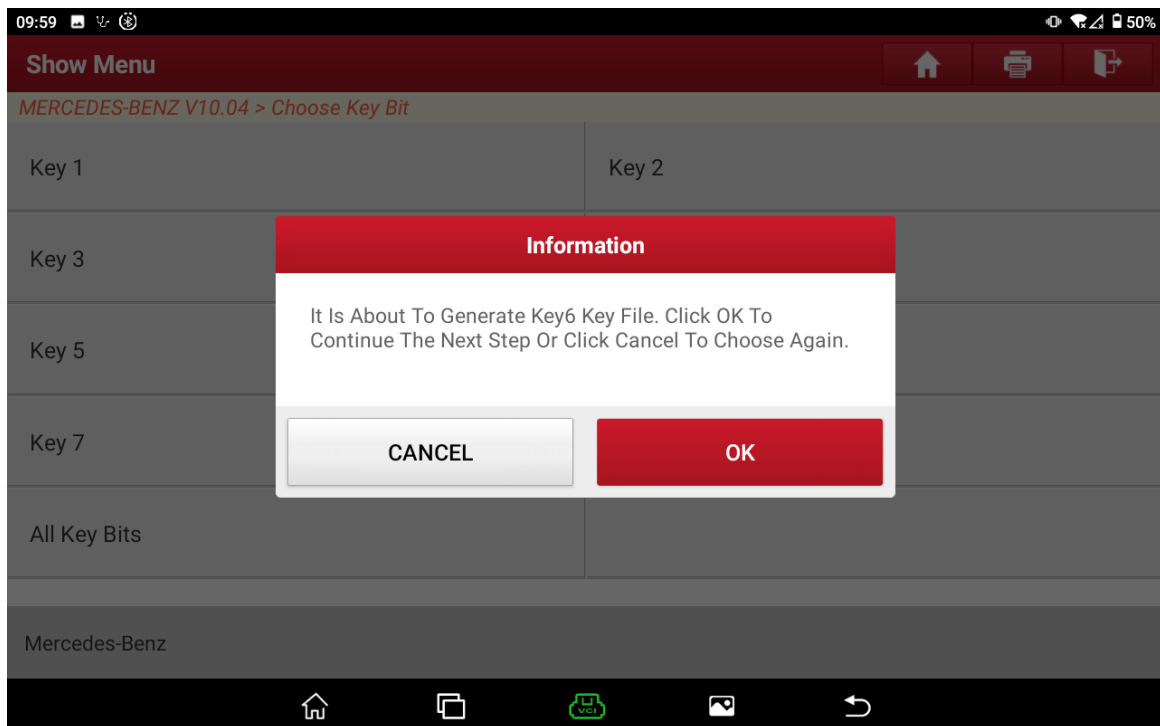 09:59 50%
Show Menu
MERCEDES-BENZ V10.04 > Choose Key Bit
Key 1 Key 2
Key 3
Information
It Is About To Generate Key6 Key File. Click OK To
Continue The Next Step Or Click Cancel To Choose Again.
Key 5
Key 7
CANCEL OK
All Key Bits
Mercedes-Benz
VCI